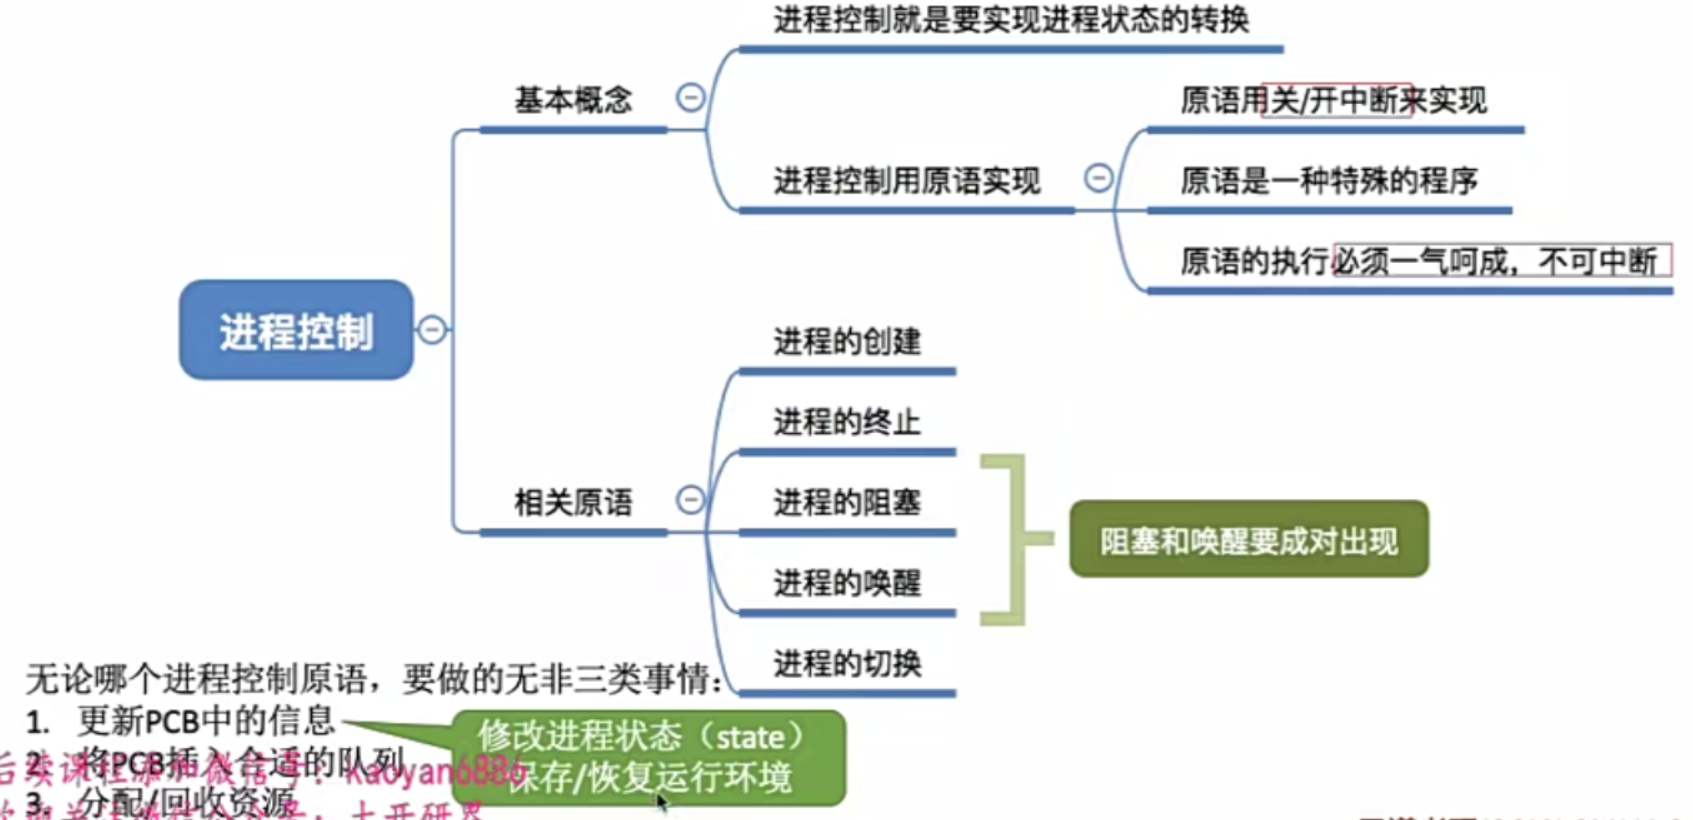 进程控制就是要实现进程状态的转换
基本概念
原语用关/开中断来实现
进程控制用原语实现
原语是一种特殊的程序
原语的执行必须一气呵成，不可中断
进程控制
进程的创建
进程的终止
相关原语
进程的阻塞
阻塞和唤醒要成对出现
进程的唤醒
进程的切换
无论哪个进程控制原语，要做的无非三类事情：
1. 更新PCB中的信息
修改进程状态（state）
2. 将PCB插入合适的队列
保存/恢复运行环境
后续课程添加微信号：kaoyan6886
3. 分配/回收资源